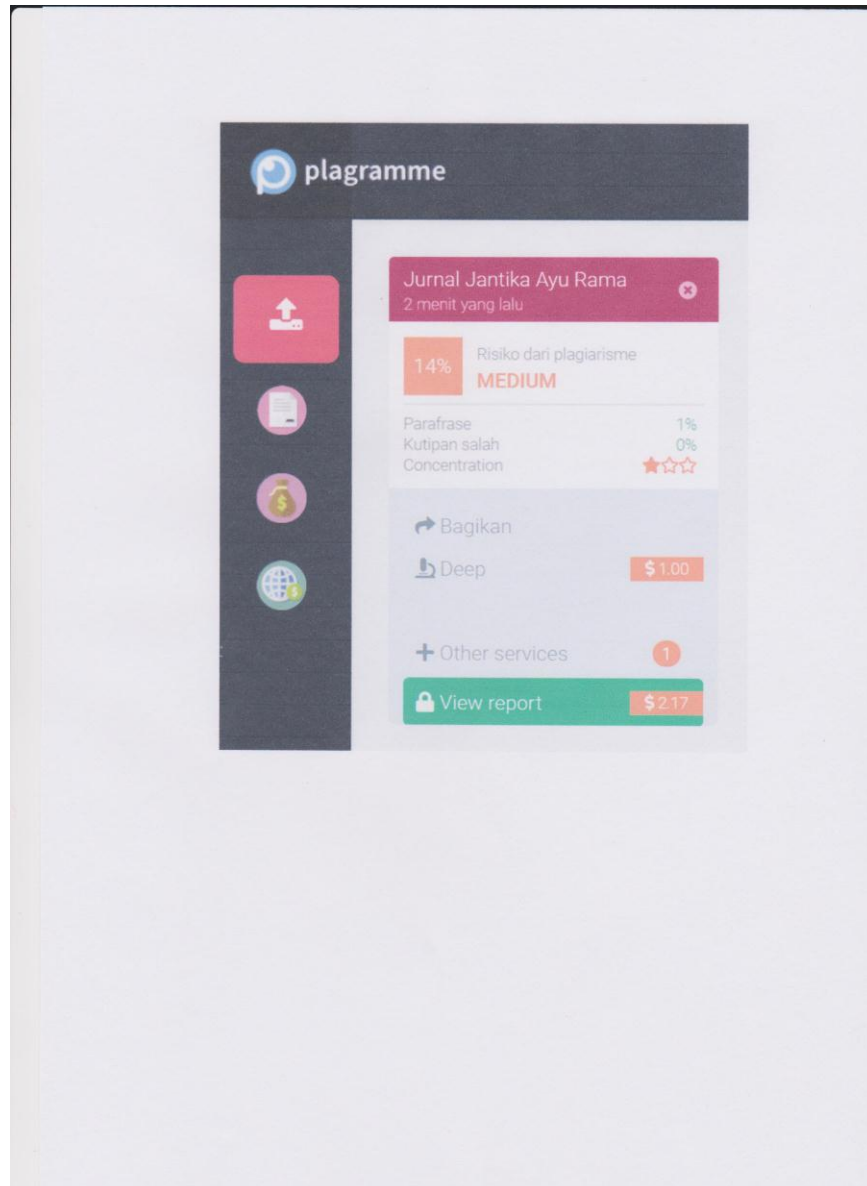 plagramme
Jurnal Jantika Ayu Rama
2 menit yang lalu
14%
Risiko dari plagiarisme
MEDIUM
Parafrase 1%
Kutipan salah 0%
Concentration
Bagikan
Deep $ 1.00
Other services 1
View report $ 2.17